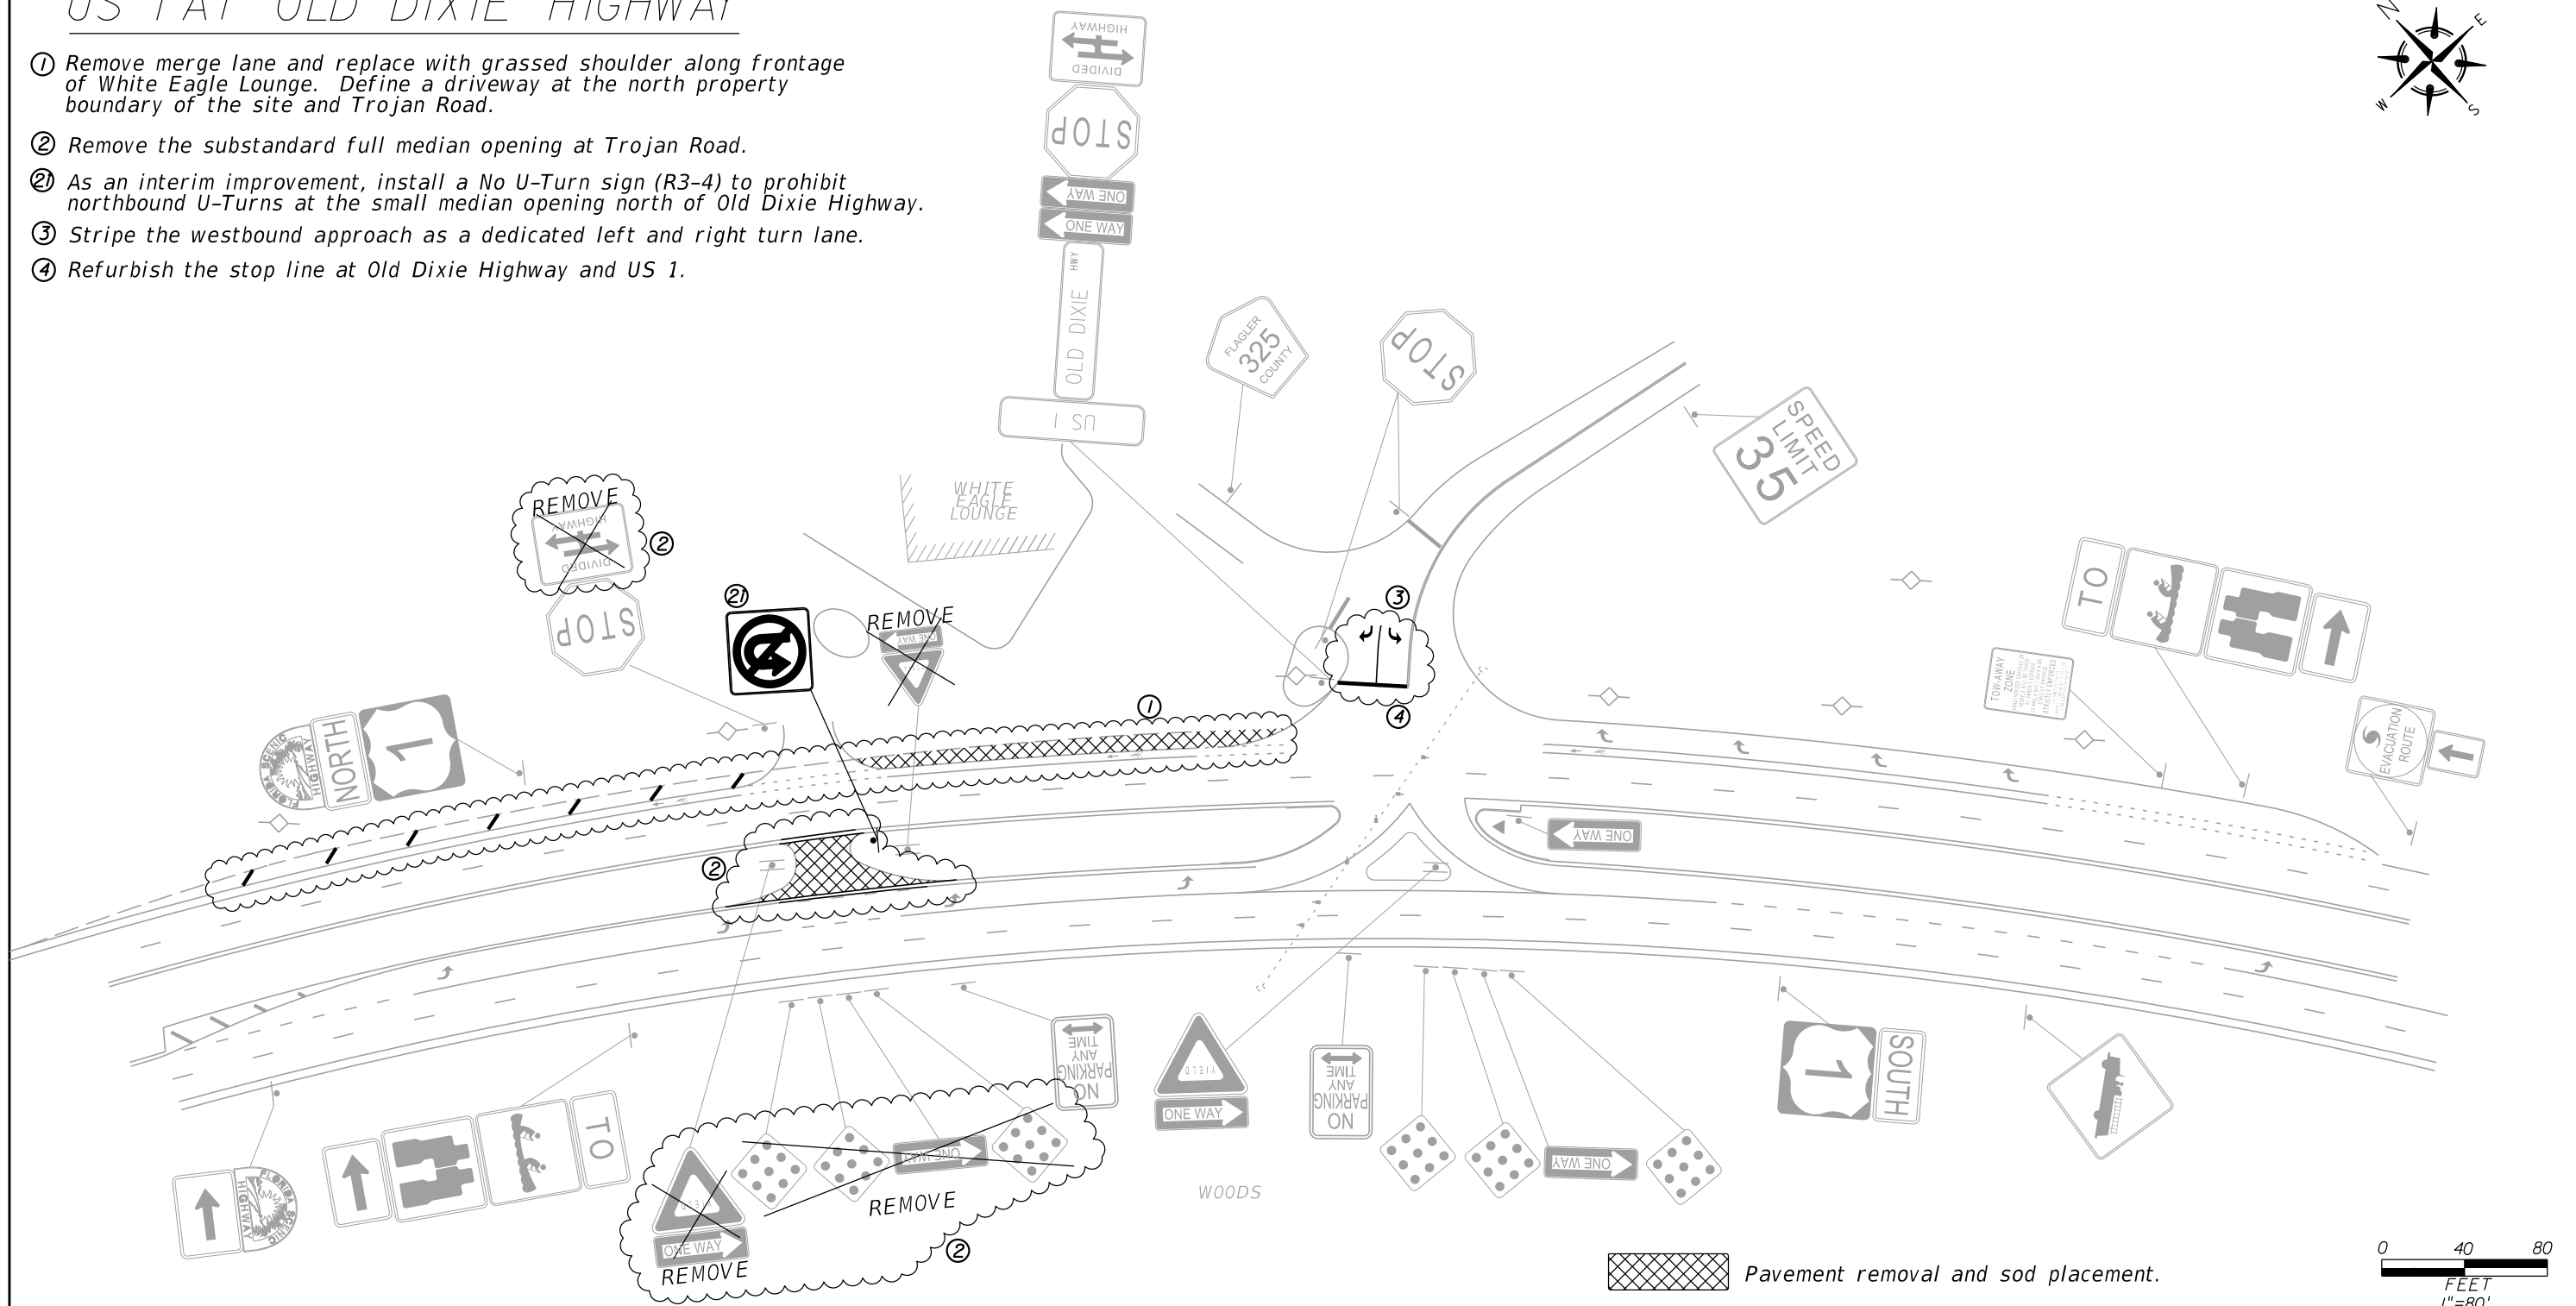 US 1 AT OLD DIXIE HIGHWAY
1 Remove merge lane and replace with grassed shoulder along frontage
of White Eagle Lounge. Define a driveway at the north property
boundary of the site and Trojan Road.
2 Remove the substandard full median opening at Trojan Road.
2I As an interim improvement, install a No U-Turn sign (R3-4) to prohibit
northbound U-Turns at the small median opening north of Old Dixie Highway.
3 Stripe the westbound approach as a dedicated left and right turn lane.
4 Refurbish the stop line at Old Dixie Highway and US 1.
N
E
W
S
DIVIDED
HIGHWAY
STOP
ONE WAY
ONE WAY
OLD DIXIE HWY
US 1
FLAGLER
325
COUNTY
STOP
SPEED
LIMIT
35
WHITE
EAGLE
LOUNGE
REMOVE
DIVIDED
HIGHWAY
2
STOP
2I
REMOVE
ONE WAY
3
4
1
2
FLORIDA SCENIC
HIGHWAY
NORTH
1
TO
TOW-AWAY
ZONE
EVACUATION
ROUTE
ONE WAY
FLORIDA SCENIC
HIGHWAY
TO
YIELD
ONE WAY
REMOVE
ONE WAY
REMOVE
2
NO
PARKING
ANY
TIME
YIELD
ONE WAY
NO
PARKING
ANY
TIME
ONE WAY
WOODS
1
SOUTH
Pavement removal and sod placement.
0 40 80
FEET
1"=80'